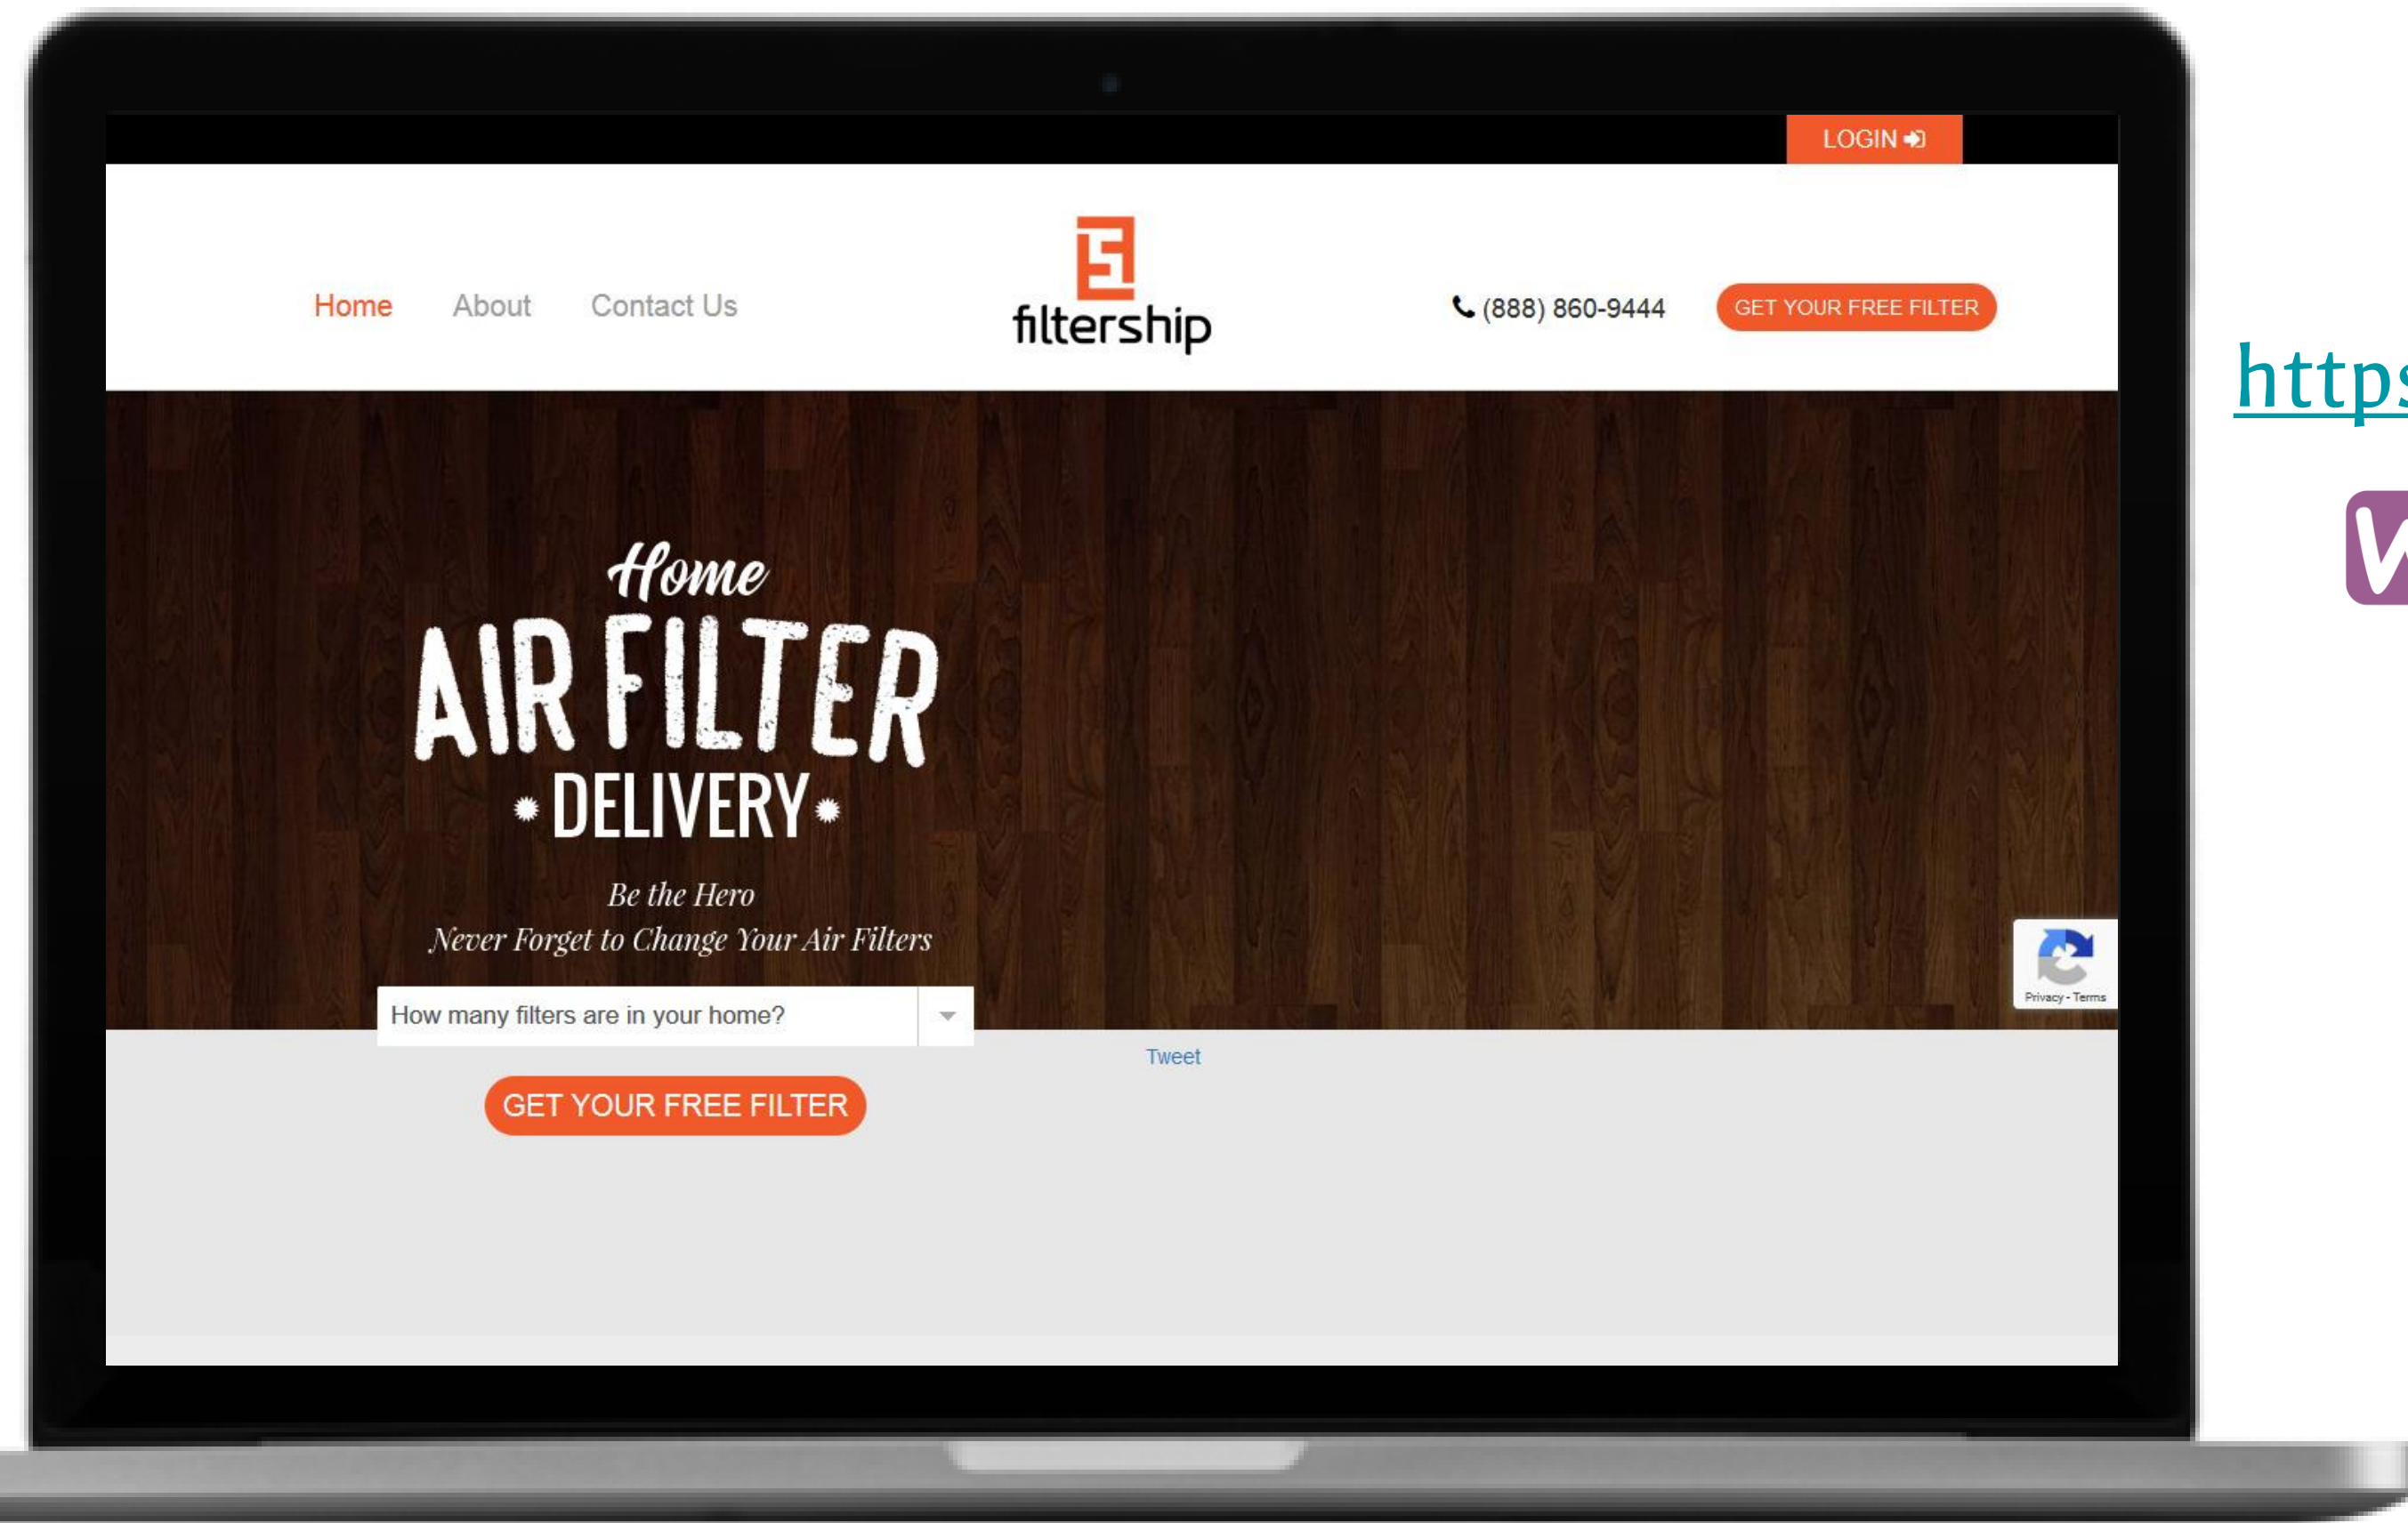 LOGIN
Home About Contact Us
filtership
(888) 860-9444
GET YOUR FREE FILTER
https
Home
AIR FILTER
DELIVERY
Be the Hero
Never Forget to Change Your Air Filters
How many filters are in your home?
Privacy - Terms
Tweet
GET YOUR FREE FILTER